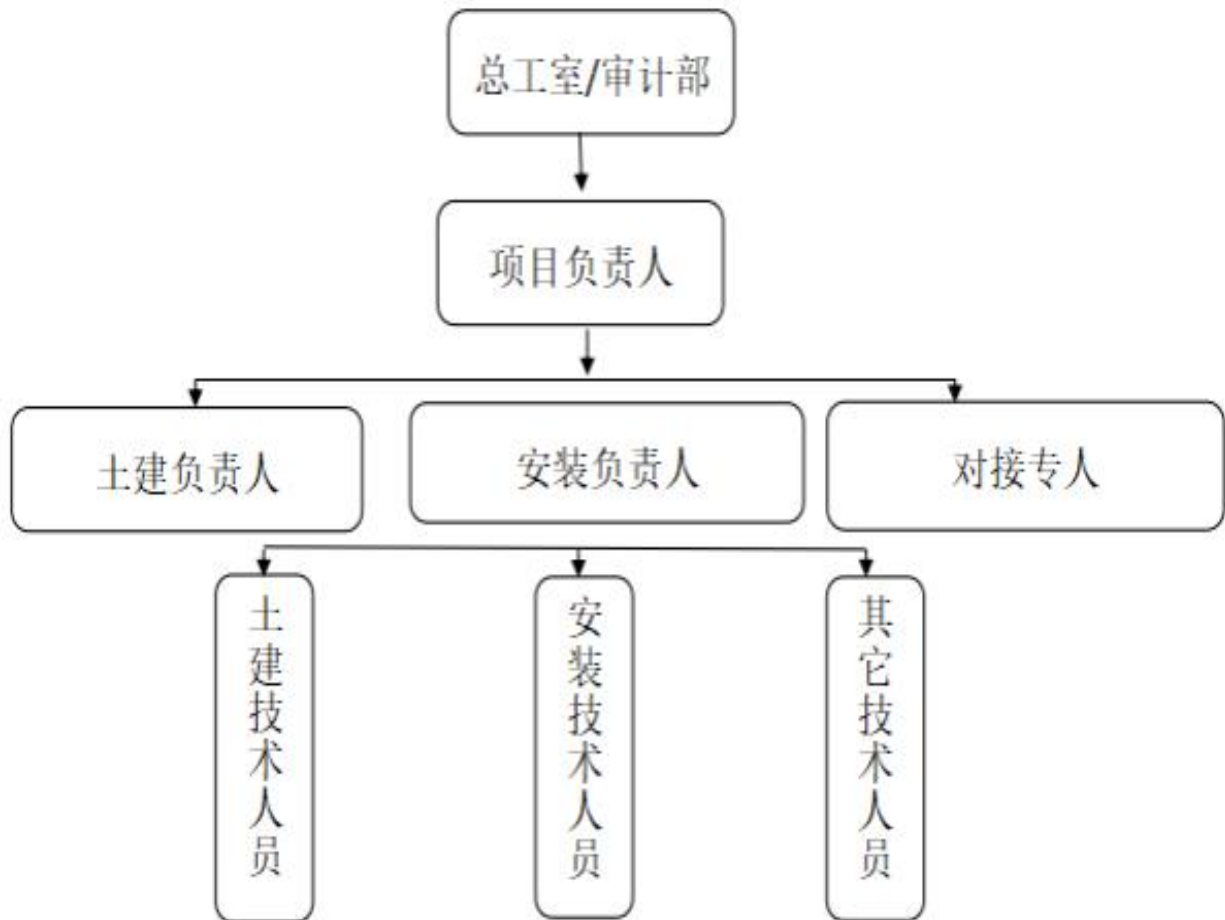 总工室/审计部
项目负责人
土建负责人
安装负责人
对接专人
土建技术人员
安装技术人员
其它技术人员